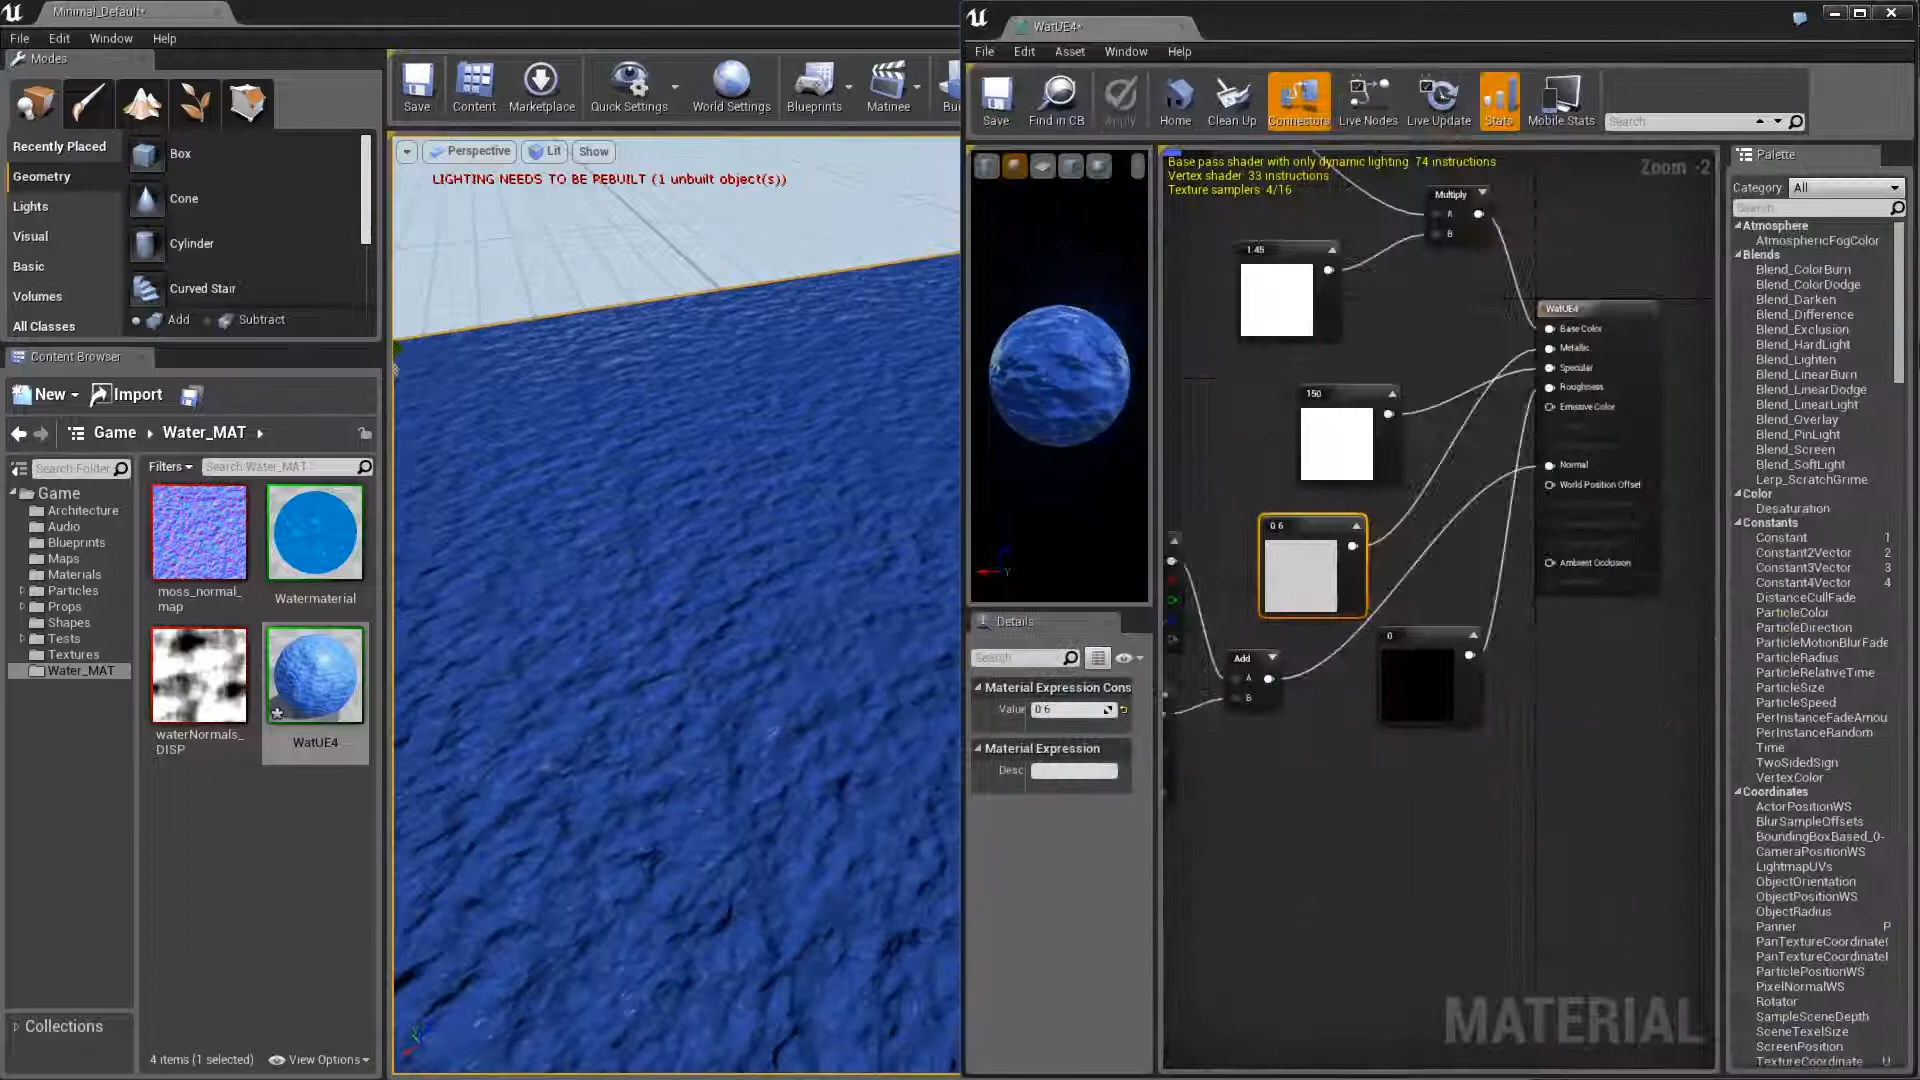 Minimal_Default*
File Edit Window Help
Modes
Recently Placed
Geometry
Lights
Visual
Basic
Volumes
All Classes
Box
Cone
Cylinder
Curved Stair
Add Subtract
Content Browser
New Import
Game Water_MAT
Search Folder
Filters Search Water_MAT
Game
Architecture
Audio
Blueprints
Maps
Materials
Particles
Props
Shapes
Tests
Textures
Water_MAT
moss_normal_
map
Watermaterial
waterNormals_
DISP
WatUE4
Collections
4 items (1 selected) View Options
Save Content Marketplace Quick Settings World Settings Blueprints Matinee
Perspective Lit Show
LIGHTING NEEDS TO BE REBUILT (1 unbuilt object(s))
WatUE4*
File Edit Asset Window Help
Save Find in CB Apply Home Clean Up Connectors Live Nodes Live Update Stats Mobile Stats Search
Y
Details
Search
Material Expression Cons
Value 0.6
Material Expression
Desc
Base pass shader with only dynamic lighting 74 instructions
Vertex shader 33 instructions
Texture samplers 4/16
Zoom -2
Multiply
A
B
1.45
150
0.6
0
Add
A
B
WatUE4
Base Color
Metallic
Specular
Roughness
Emissive Color
Normal
World Position Offset
Ambient Occlusion
MATERIAL
Palette
Category All
Search
Atmosphere
AtmosphericFogColor
Blends
Blend_ColorBurn
Blend_ColorDodge
Blend_Darken
Blend_Difference
Blend_Exclusion
Blend_HardLight
Blend_Lighten
Blend_LinearBurn
Blend_LinearDodge
Blend_LinearLight
Blend_Overlay
Blend_PinLight
Blend_Screen
Blend_SoftLight
Lerp_ScratchGrime
Color
Desaturation
Constants
Constant 1
Constant2Vector 2
Constant3Vector 3
Constant4Vector 4
DistanceCullFade
ParticleColor
ParticleDirection
ParticleMotionBlurFade
ParticleRadius
ParticleRelativeTime
ParticleSize
ParticleSpeed
PerInstanceFadeAmou
PerInstanceRandom
Time
TwoSidedSign
VertexColor
Coordinates
ActorPositionWS
BlurSampleOffsets
BoundingBoxBased_0-
CameraPositionWS
LightmapUVs
ObjectOrientation
ObjectPositionWS
ObjectRadius
Panner P
PanTextureCoordinate
PanTextureCoordinate
ParticlePositionWS
PixelNormalWS
Rotator
SampleSceneDepth
SceneTexelSize
ScreenPosition
TextureCoordinate U